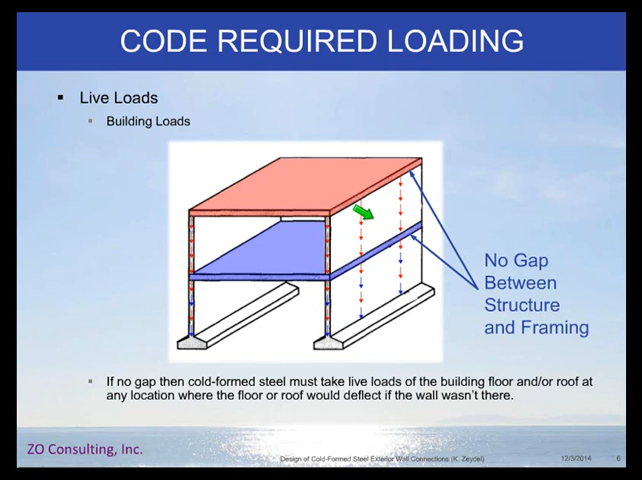 CODE REQUIRED LOADING
Live Loads
Building Loads
No Gap
Between
Structure
and Framing
If no gap then cold-formed steel must take live loads of the building floor and/or roof at
any location where the floor or roof would deflect if the wall wasn't there.
ZO Consulting, Inc.
Design of Cold-Formed Steel Exterior Wall Connections (K. Zeydel)
12/3/2014
6